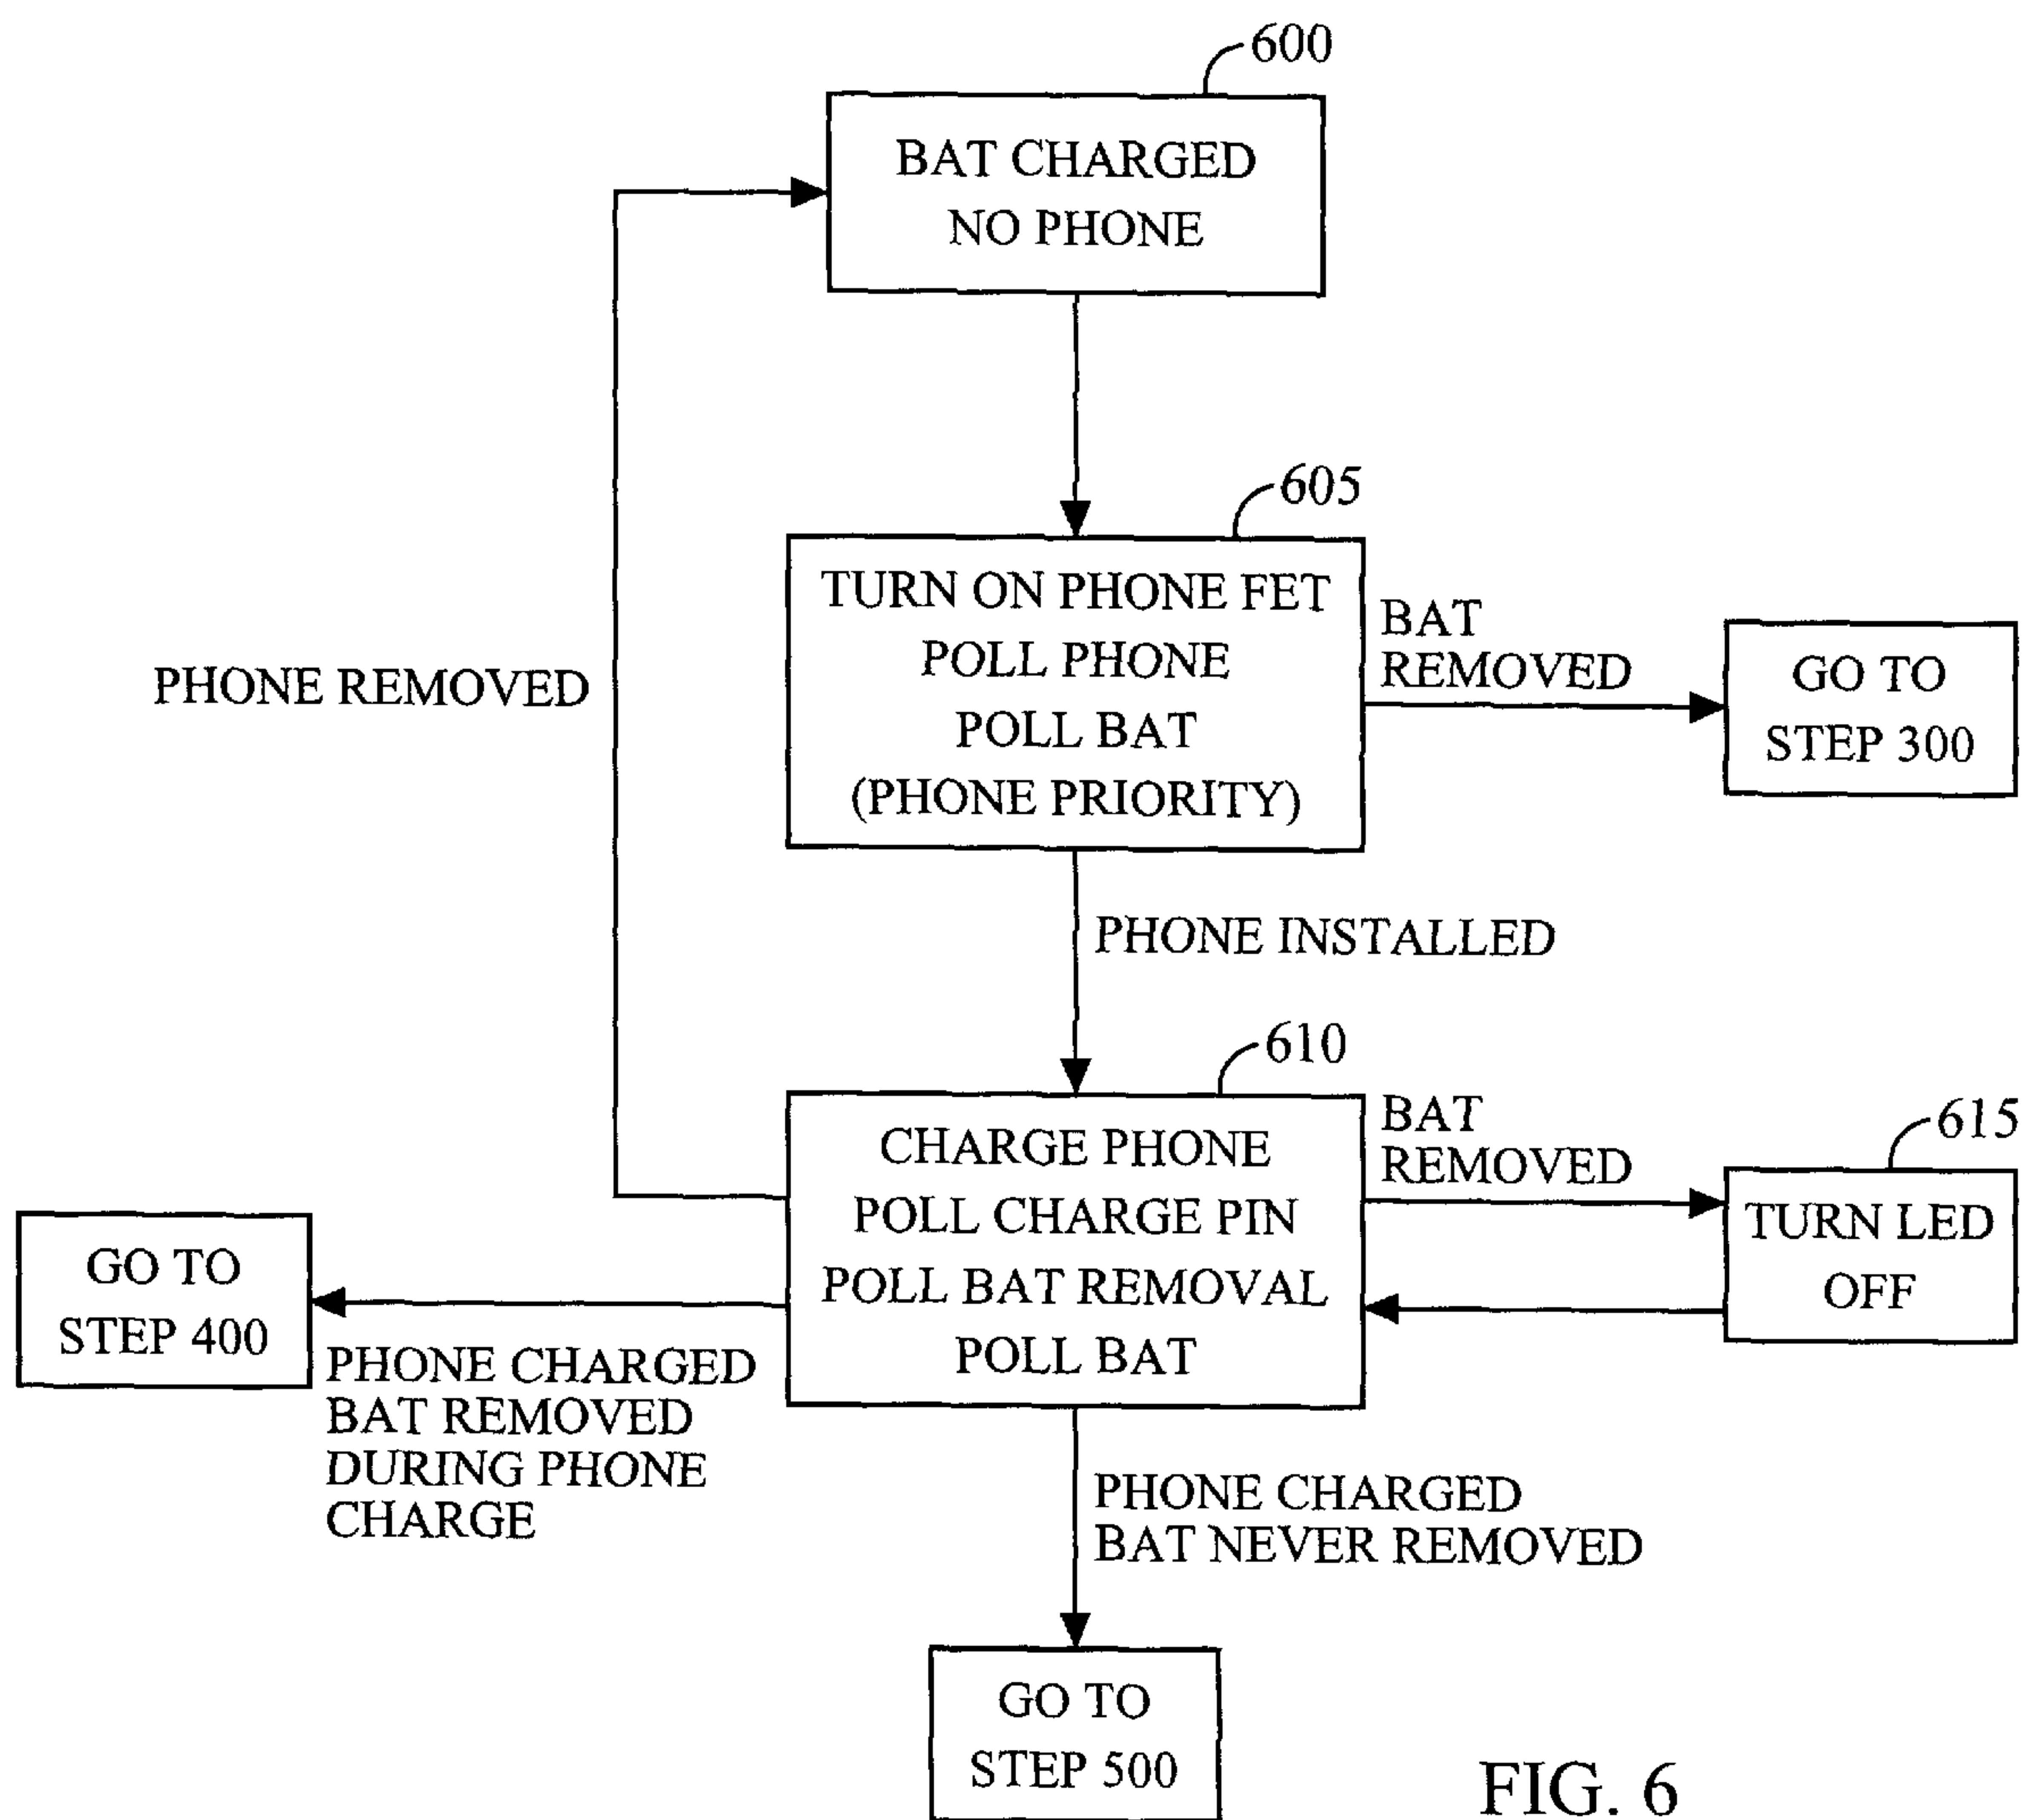 600
BAT CHARGED
NO PHONE
605
TURN ON PHONE FET
POLL PHONE
POLL BAT
(PHONE PRIORITY)
BAT
REMOVED
GO TO
STEP 300
PHONE REMOVED
PHONE INSTALLED
610
CHARGE PHONE
POLL CHARGE PIN
POLL BAT REMOVAL
POLL BAT
BAT
REMOVED
615
TURN LED
OFF
GO TO
STEP 400
PHONE CHARGED
BAT REMOVED
DURING PHONE
CHARGE
PHONE CHARGED
BAT NEVER REMOVED
GO TO
STEP 500
FIG. 6